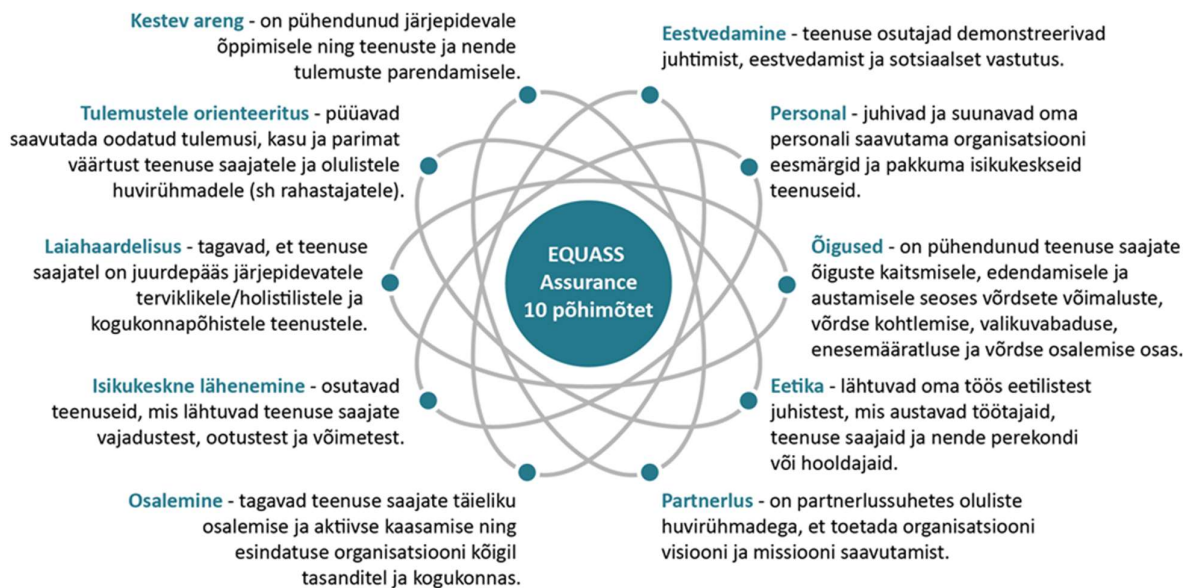 Kestev areng - on pühendunud järjepidevale
õppimisele ning teenuste ja nende
tulemuste parendamisele.
Eestvedamine - teenuse osutajad demonstreerivad
juhtimist, eestvedamist ja sotsiaalset vastutus.
Tulemustele orienteeritus - püüavad
saavutada oodatud tulemusi, kasu ja parimat
väärtust teenuse saajatele ja olulistele
huvirühmadele (sh rahastajatele).
Personal - juhivad ja suunavad oma
personali saavutama organisatsiooni
eesmärgid ja pakkuma isikukeskseid
teenuseid.
Laiahaardelisus - tagavad, et teenuse
saajatel on juurdepääs järjepidevatele
terviklikele/holistilistele ja
kogukonnapõhistele teenustele.
EQUASS
Assurance
10 põhimõtet
Õigused - on pühendunud teenuse saajate
õiguste kaitsmisele, edendamisele ja
austamisele seoses võrdsete võimaluste,
võrdse kohtlemise, valikuvabaduse,
enesemääratluse ja võrdse osalemise osas.
Isikukeskne lähenemine - osutavad
teenuseid, mis lähtuvad teenuse saajate
vajadustest, ootustest ja võimetest.
Eetika - lähtuvad oma töös eetilistest
juhistest, mis austavad töötajaid,
teenuse saajaid ja nende perekondi
või hooldajaid.
Osalemine - tagavad teenuse saajate täieliku
osalemise ja aktiivse kaasamise ning
esindatuse organisatsiooni kõigil
tasanditel ja kogukonnas.
Partnerlus - on partnerlussuhetes oluliste
huvirühmadega, et toetada organisatsiooni
visiooni ja missiooni saavutamist.